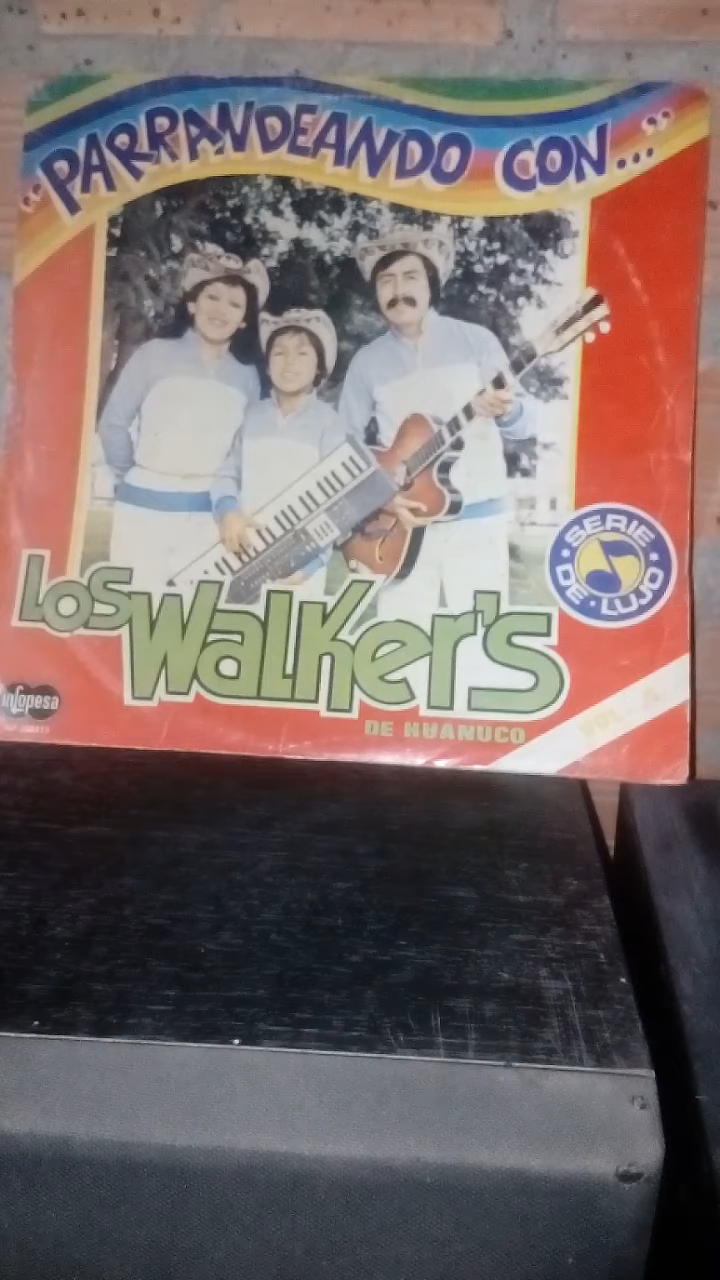 "PARRANDEANDO CON..."
SERIE
DE · LUJO
Los Walker's
DE HUANUCO
infopesa